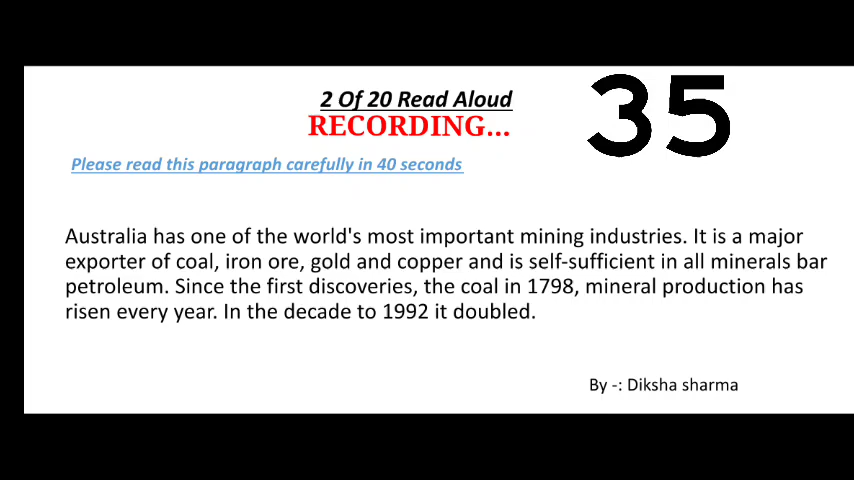 2 Of 20 Read Aloud
RECORDING...
35
Please read this paragraph carefully in 40 seconds
Australia has one of the world's most important mining industries. It is a major
exporter of coal, iron ore, gold and copper and is self-sufficient in all minerals bar
petroleum. Since the first discoveries, the coal in 1798, mineral production has
risen every year. In the decade to 1992 it doubled.
By -: Diksha sharma